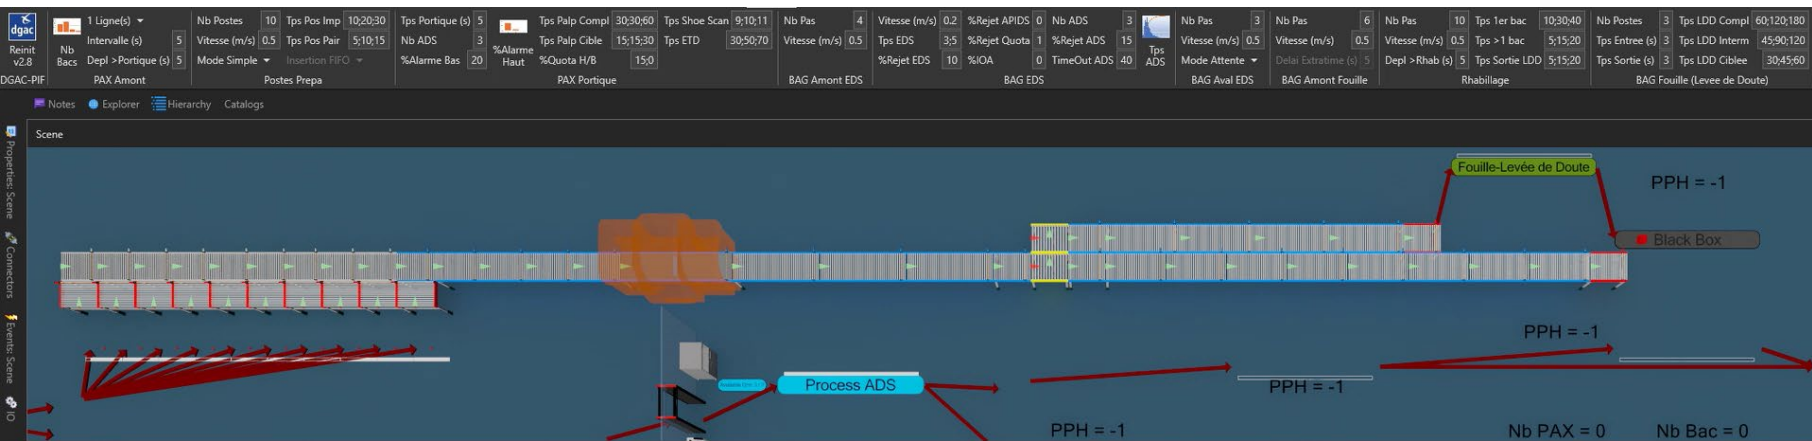 dgac
Reinit
v2.8
DGAC-PIF
Nb
Bacs
1 Ligne(s)
Intervalle (s) 5
Depl >Portique (s) 5
PAX Amont
Nb Postes 10 Tps Pos Imp 10;20;30
Vitesse (m/s) 0.5 Tps Pos Pair 5;10;15
Mode Simple Insertion FIFO
Postes Prepa
Tps Portique (s) 5
Nb ADS 3
%Alarme Bas 20
%Alarme
Haut
Tps Palp Compl 30;30;60 Tps Shoe Scan 9;10;11
Tps Palp Cible 15;15;30 Tps ETD 30;50;70
%Quota H/B 15;0
PAX Portique
Nb Pas 4
Vitesse (m/s) 0.5
BAG Amont EDS
Vitesse (m/s) 0.2 %Rejet APIDS 0 Nb ADS 3
Tps EDS 3;5 %Rejet Quota 1 %Rejet ADS 15
%Rejet EDS 10 %IOA 0 TimeOut ADS 40
Tps
ADS
BAG EDS
Nb Pas 3
Vitesse (m/s) 0.5
Mode Attente
BAG Aval EDS
Nb Pas 6
Vitesse (m/s) 0.5
Delai Extratime (s) 5
BAG Amont Fouille
Nb Pas 10 Tps 1er bac 10;30;40
Vitesse (m/s) 0.5 Tps >1 bac 5;15;20
Depl >Rhab (s) 5 Tps Sortie LDD 5;15;20
Rhabillage
Nb Postes 3 Tps LDD Compl 60;120;180
Tps Entree (s) 3 Tps LDD Interm 45;90;120
Tps Sortie (s) 3 Tps LDD Ciblee 30;45;60
BAG Fouille (Levee de Doute)
Notes Explorer Hierarchy Catalogs
Properties: Scene
Connectors
Events: Scene
IO
Scene
Fouille-Levée de Doute
PPH = -1
Black Box
PPH = -1
Process ADS
PPH = -1
PPH = -1
Nb PAX = 0 Nb Bac = 0